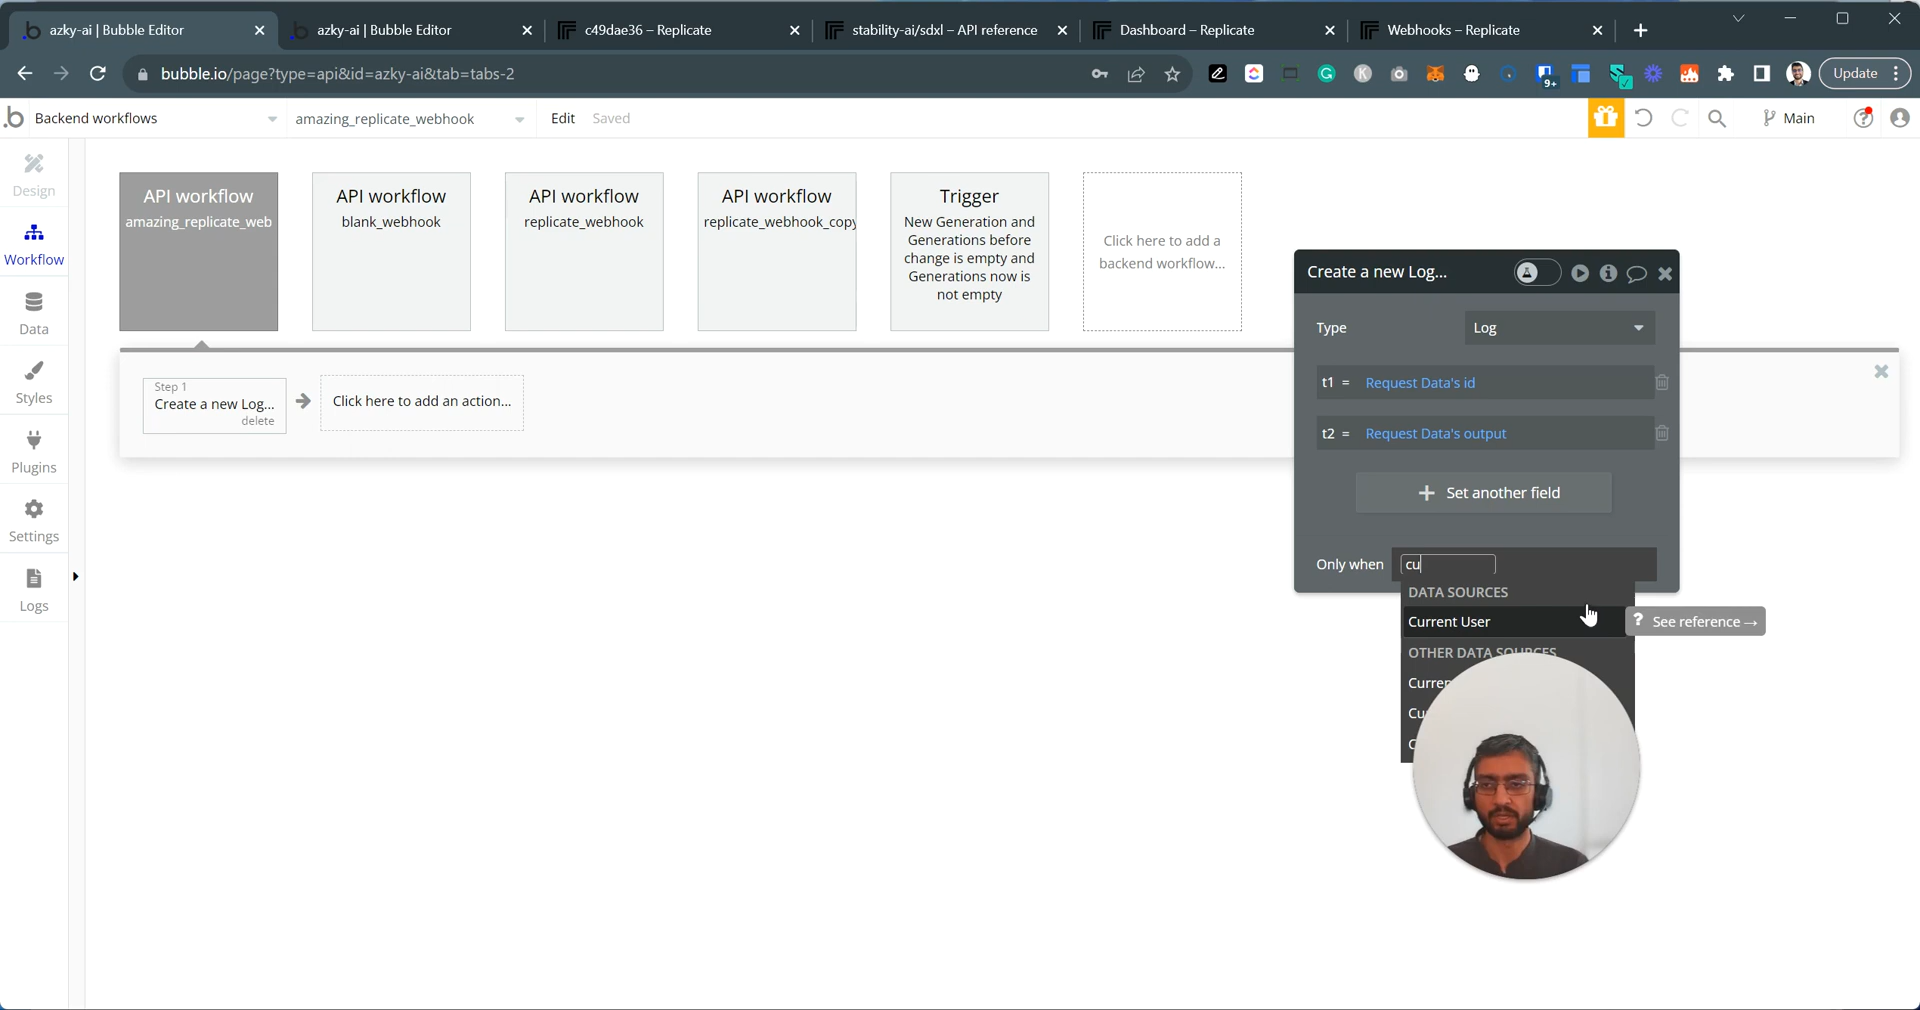 azky-ai | Bubble Editor
azky-ai | Bubble Editor
c49dae36 – Replicate
stability-ai/sdxl – API reference
Dashboard – Replicate
Webhooks – Replicate
bubble.io/page?type=api&id=azky-ai&tab=tabs-2
9+
Update
Backend workflows
amazing_replicate_webhook
Edit
Saved
Main
Design
Workflow
Data
Styles
Plugins
Settings
Logs
API workflow
amazing_replicate_web
API workflow
blank_webhook
API workflow
replicate_webhook
API workflow
replicate_webhook_copy
Trigger
New Generation and
Generations before
change is empty and
Generations now is
not empty
Click here to add a
backend workflow...
Step 1
Create a new Log...
delete
Click here to add an action...
Create a new Log...
Type
Log
t1 = Request Data's id
t2 = Request Data's output
Set another field
Only when
cu
DATA SOURCES
Current User
? See reference →
OTHER DATA SOURCES